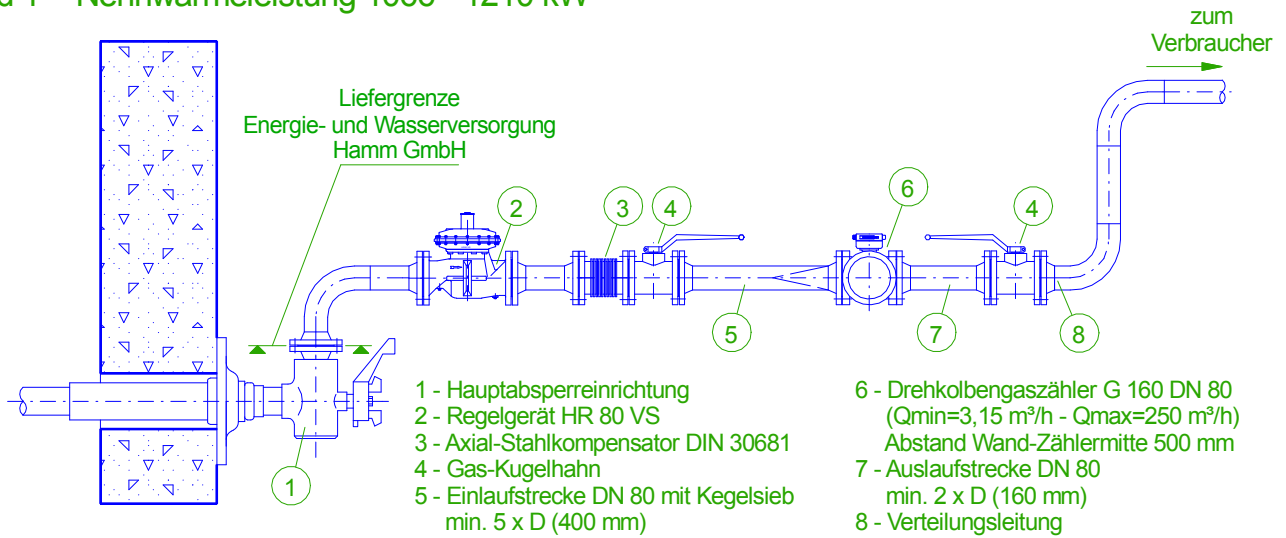 Nennwärmeleistung
zum
Verbraucher
Liefergrenze
Energie- und Wasserversorgung
Hamm GmbH
2
3
4
6
4
5
7
8
1
1 - Hauptabsperreinrichtung
2 - Regelgerät HR 80 VS
3 - Axial-Stahlkompensator DIN 30681
4 - Gas-Kugelhahn
5 - Einlaufstrecke DN 80 mit Kegelsieb
min. 5 x D (400 mm)
6 - Drehkolbengaszähler G 160 DN 80
(Qmin=3,15 m³/h - Qmax=250 m³/h)
Abstand Wand-Zählermitte 500 mm
7 - Auslaufstrecke DN 80
min. 2 x D (160 mm)
8 - Verteilungsleitung